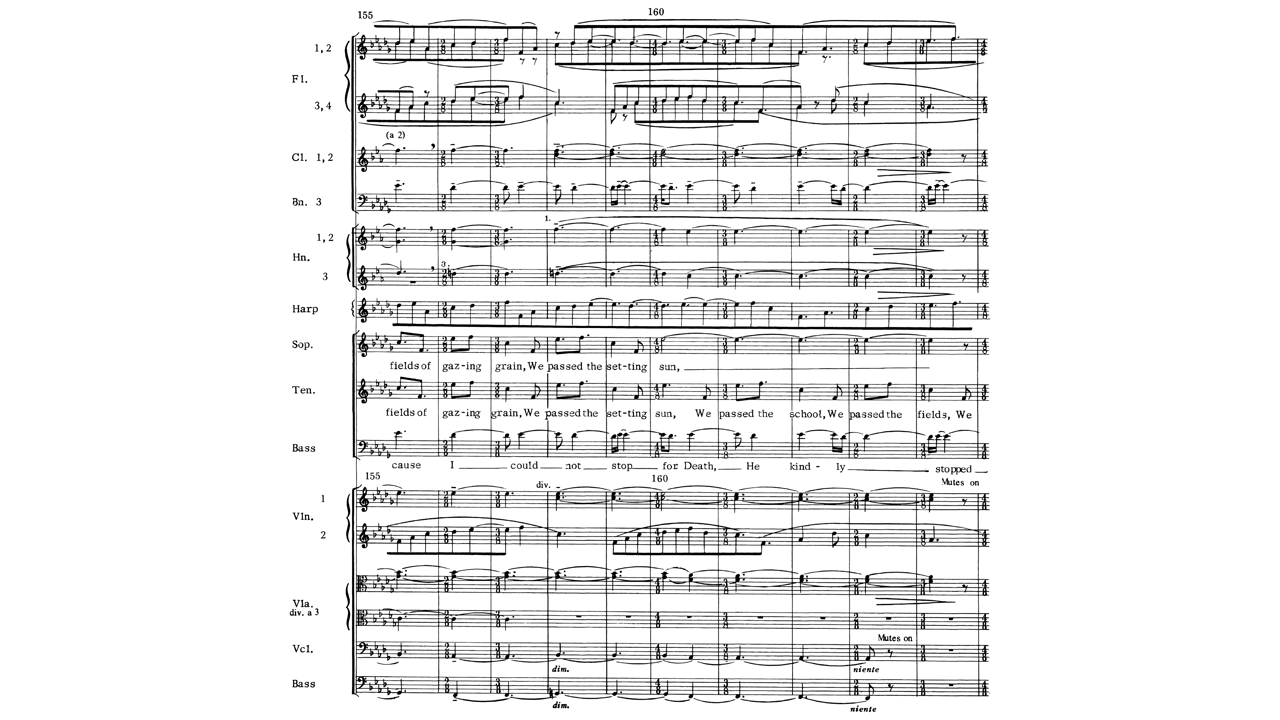 155 160
1, 2
Fl.
3, 4
(a 2)
Cl. 1, 2
Bn. 3
1.
1, 2
Hn.
3.
3
Harp
Sop.
fields of gaz-ing grain, We passed the set-ting sun,
Ten.
fields of gaz-ing grain, We passed the set-ting sun, We passed the school, We passed the fields, We
Bass
cause I could not stop for Death, He kind - ly stopped
155 160 Mutes on
div.
1
Vln.
2
Vla.
div. a 3
Mutes on
Vcl.
dim. niente
Bass
dim. niente